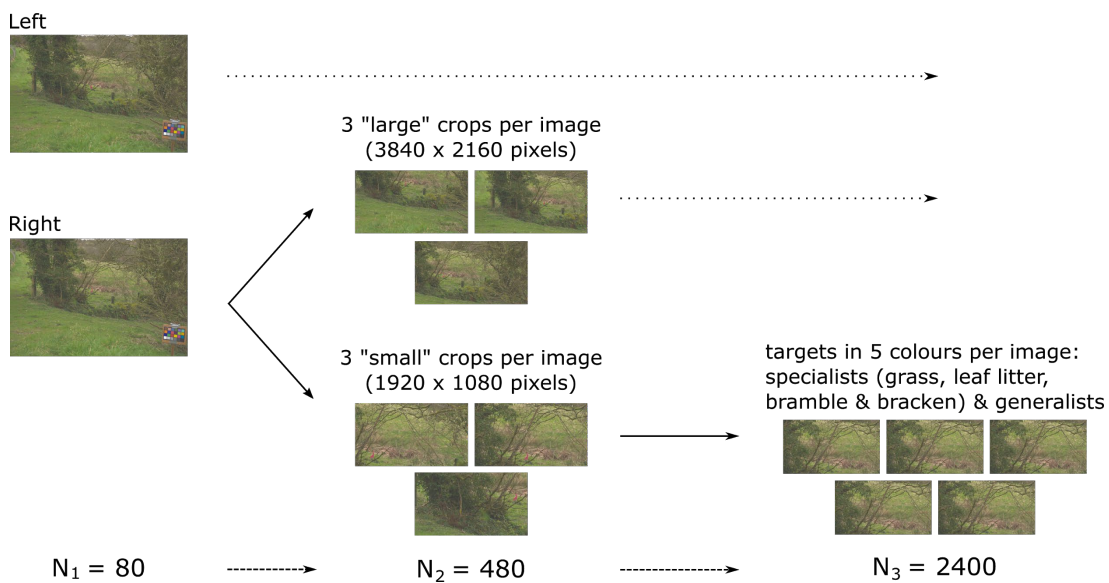 Left
3 "large" crops per image
(3840 x 2160 pixels)
Right
3 "small" crops per image
(1920 x 1080 pixels)
targets in 5 colours per image:
specialists (grass, leaf litter,
bramble & bracken) & generalists
N₁ = 80
N₂ = 480
N₃ = 2400